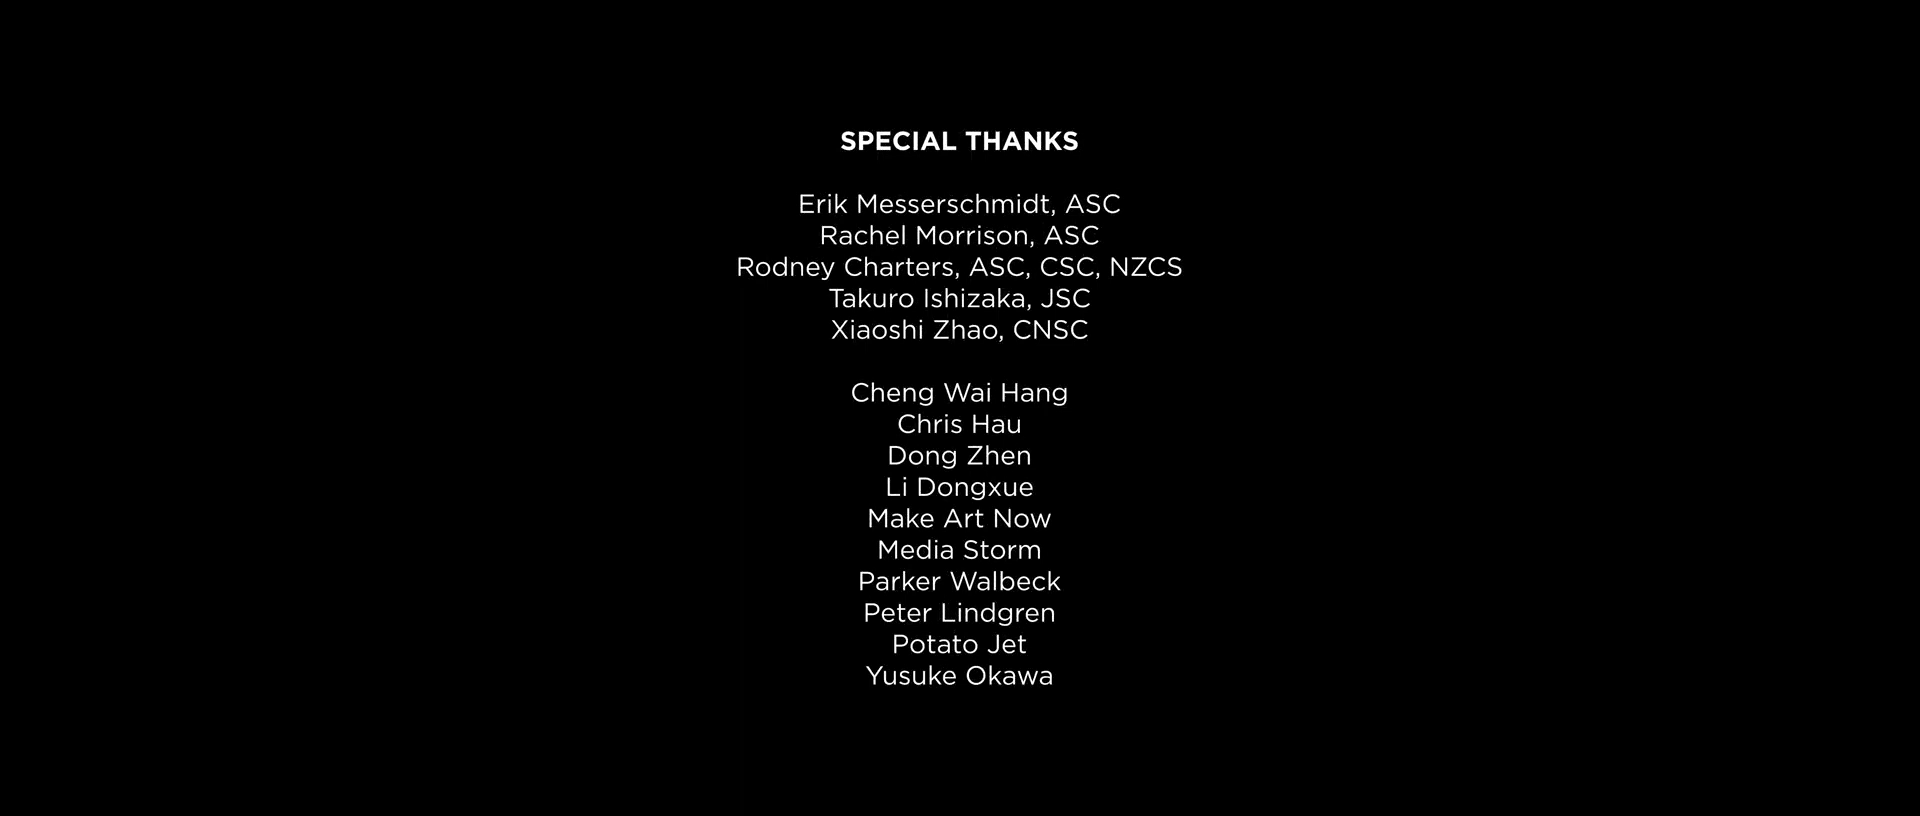 SPECIAL THANKS
Erik Messerschmidt, ASC
Rachel Morrison, ASC
Rodney Charters, ASC, CSC, NZCS
Takuro Ishizaka, JSC
Xiaoshi Zhao, CNSC
Cheng Wai Hang
Chris Hau
Dong Zhen
Li Dongxue
Make Art Now
Media Storm
Parker Walbeck
Peter Lindgren
Potato Jet
Yusuke Okawa